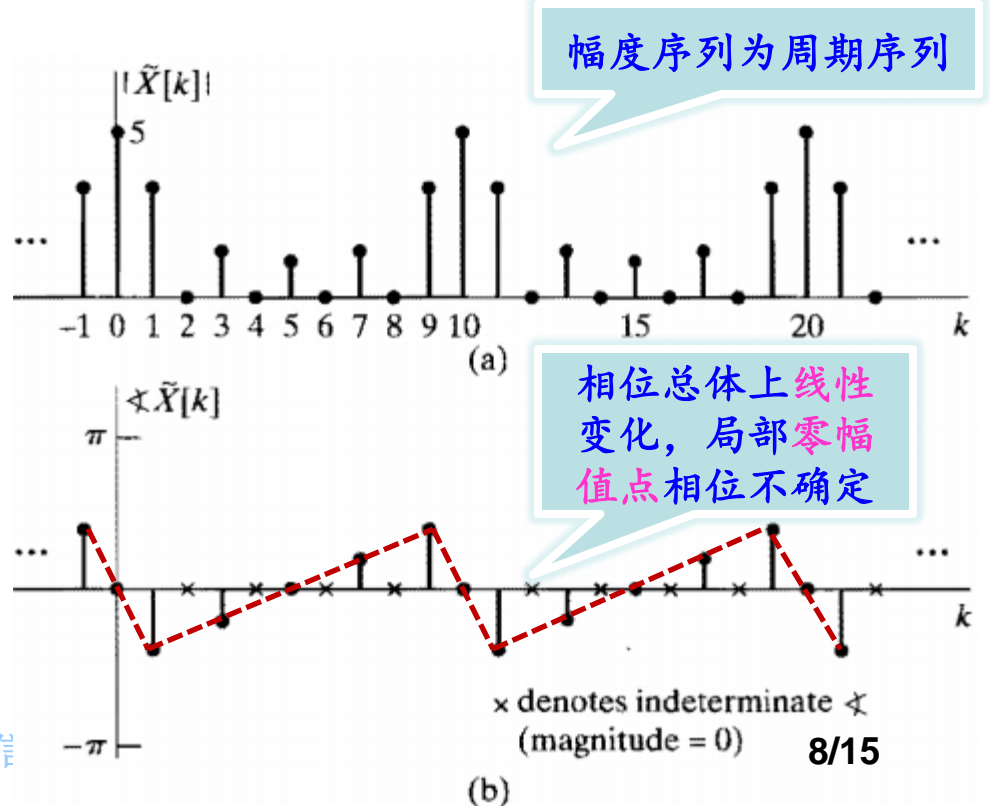 幅度序列为周期序列
|X̃[k]|
5
...
...
-1 0 1 2 3 4 5 6 7 8 9 10 15 20 k
(a)
相位总体上线性
变化，局部零幅
值点相位不确定
∢X̃[k]
π
...
...
k
× denotes indeterminate ∢
(magnitude = 0)
8/15
-π
(b)